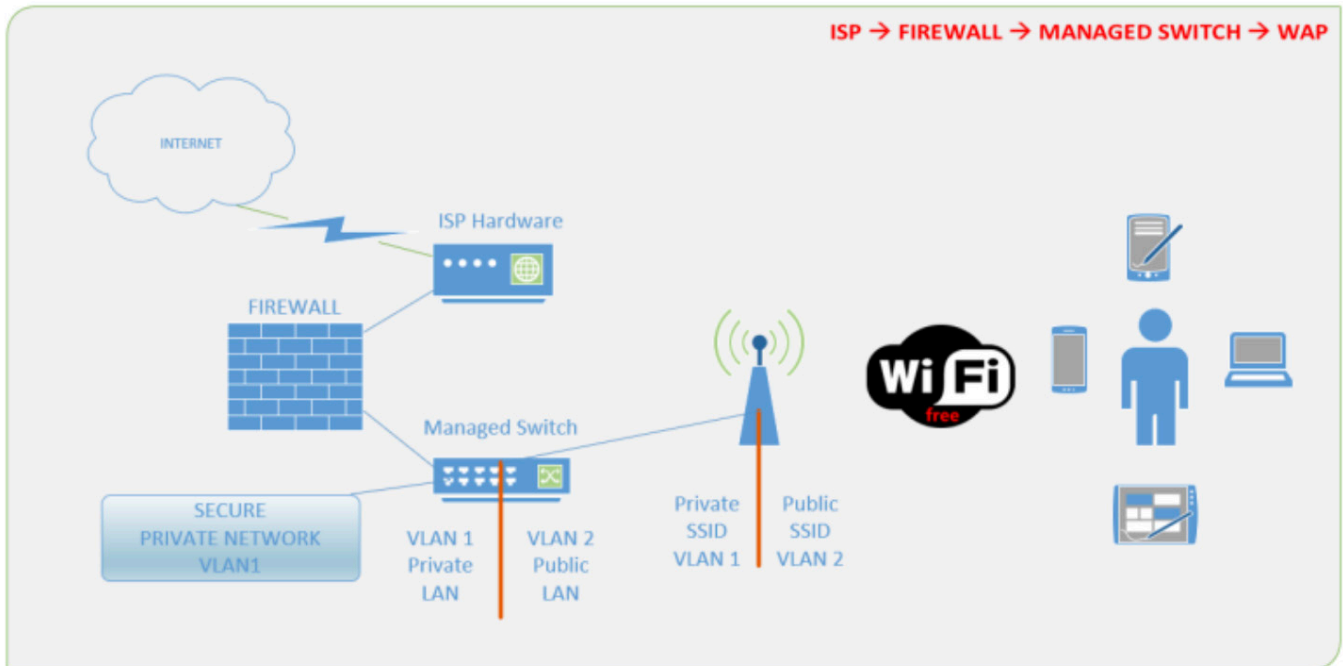 ISP → FIREWALL → MANAGED SWITCH → WAP
INTERNET
ISP Hardware
FIREWALL
Managed Switch
SECURE
PRIVATE NETWORK
VLAN1
VLAN 1
Private
LAN
VLAN 2
Public
LAN
Private
SSID
VLAN 1
Public
SSID
VLAN 2
Wi Fi
free